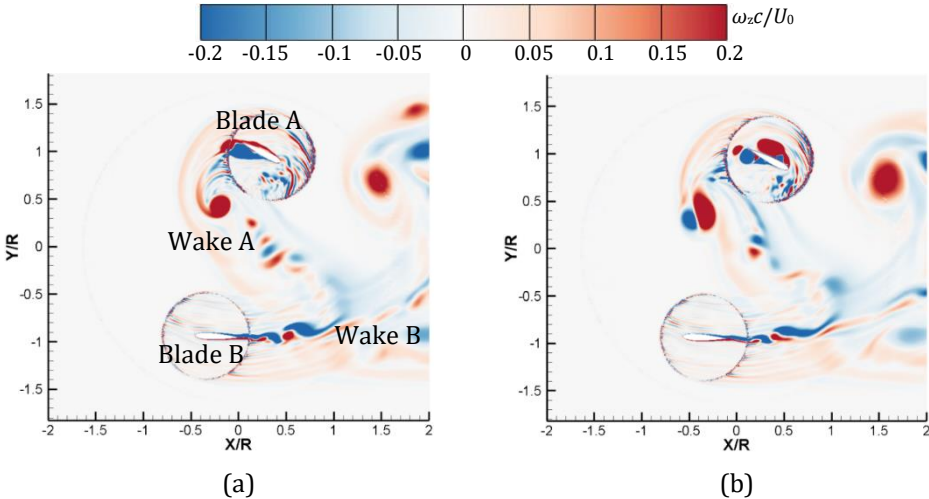 ω_z c/U_0
-0.2 -0.15 -0.1 -0.05 0 0.05 0.1 0.15 0.2
1.5
1
0.5
0
-0.5
-1
-1.5
Y/R
Blade A
Wake A
Blade B
Wake B
-2 -1.5 -1 -0.5 0 0.5 1 1.5 2
X/R
(a)
1.5
1
0.5
0
-0.5
-1
-1.5
Y/R
-2 -1.5 -1 -0.5 0 0.5 1 1.5 2
X/R
(b)